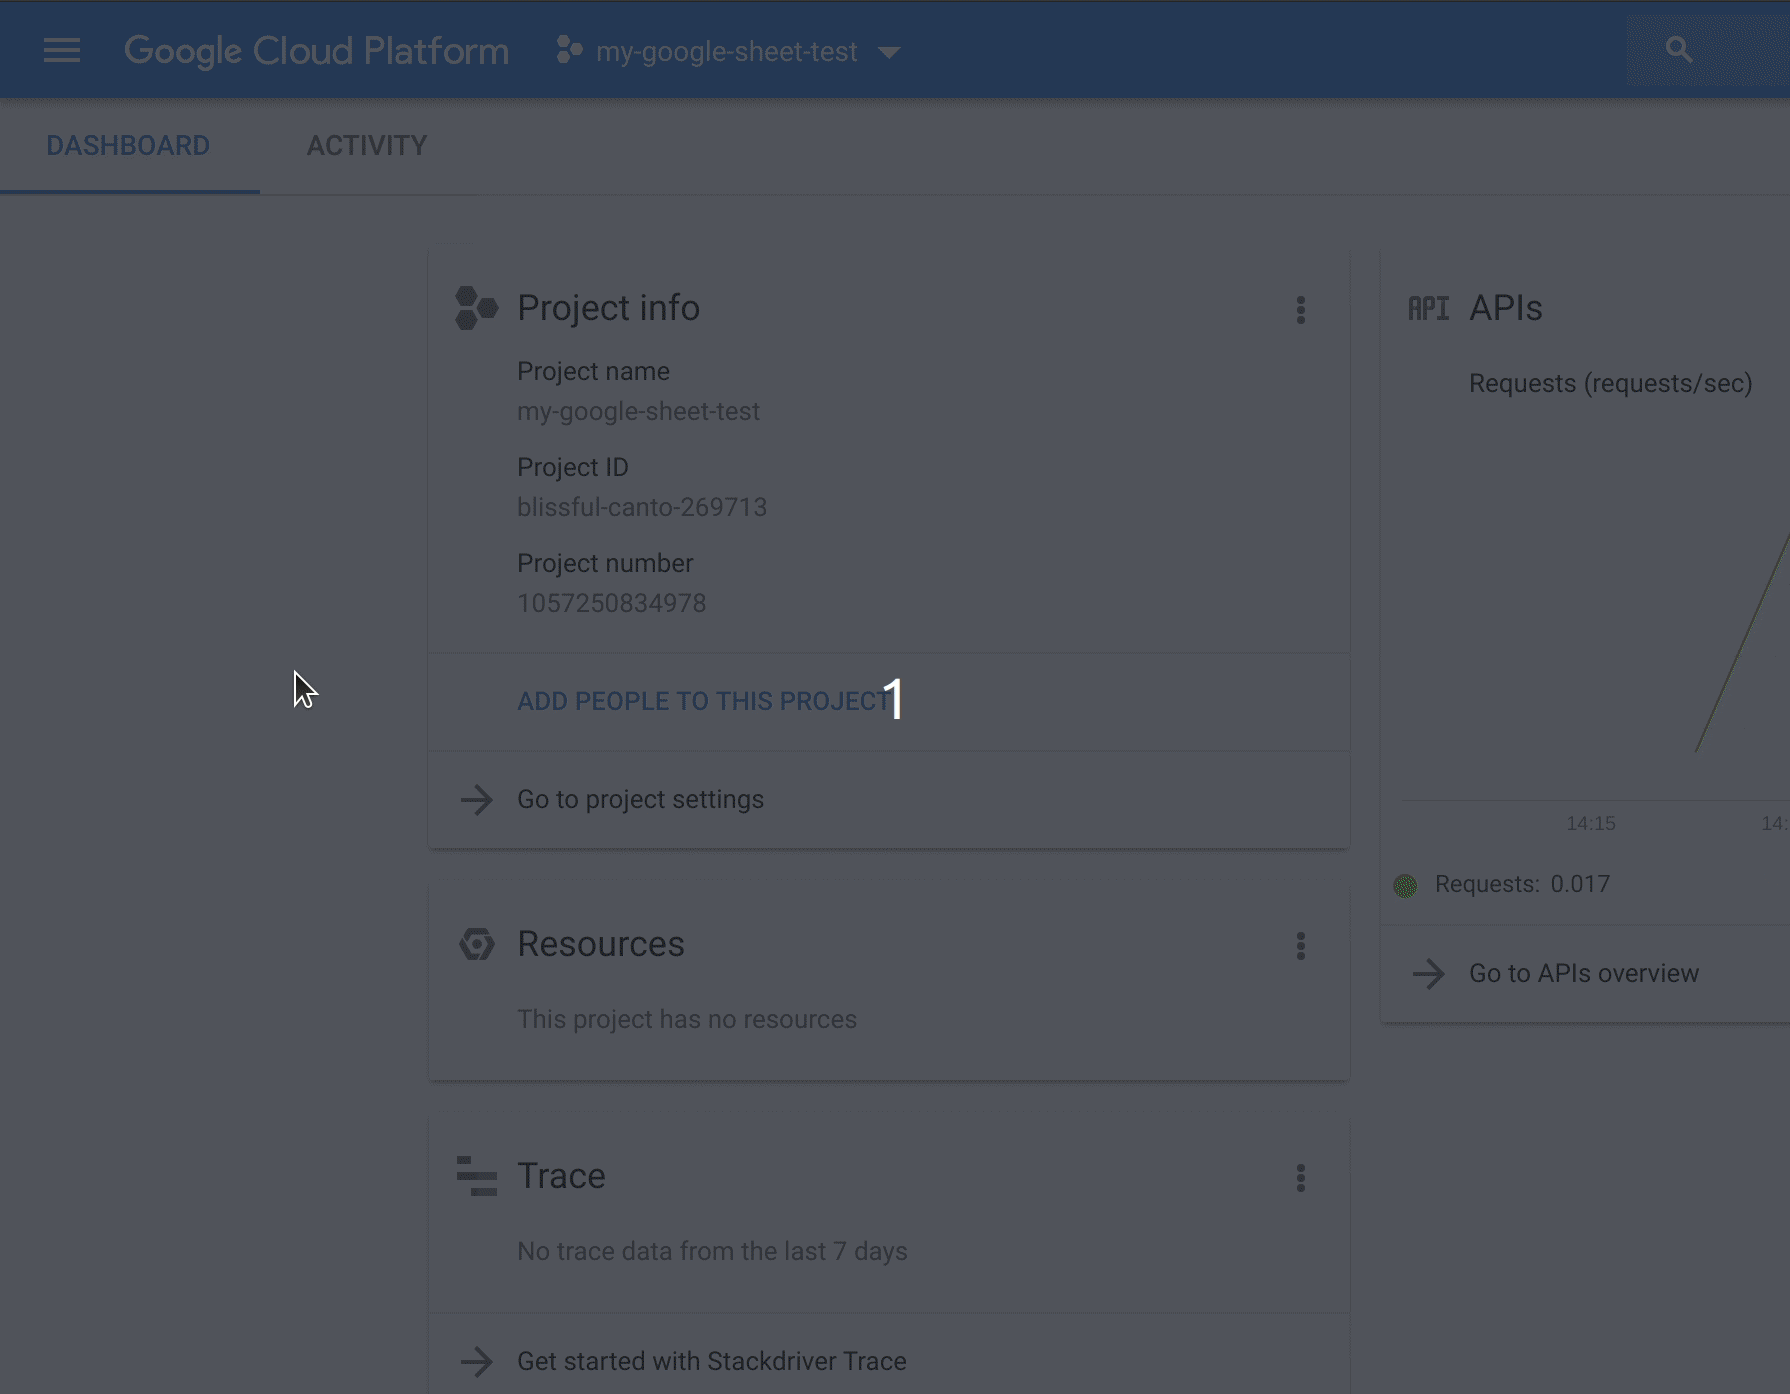 Google Cloud Platform my-google-sheet-test
DASHBOARD ACTIVITY
Project info
Project name
my-google-sheet-test
Project ID
blissful-canto-269713
Project number
1057250834978
ADD PEOPLE TO THIS PROJECT
1
Go to project settings
Resources
This project has no resources
Trace
No trace data from the last 7 days
Get started with Stackdriver Trace
API APIs
Requests (requests/sec)
14:15 14:
Requests: 0.017
Go to APIs overview